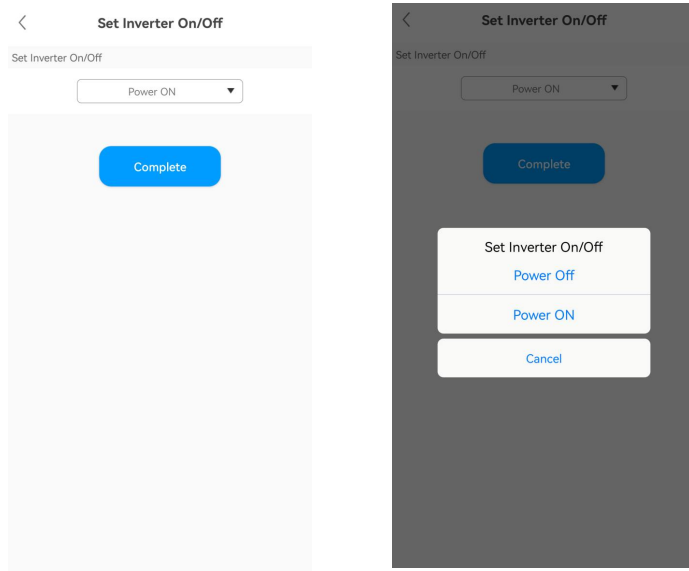 Set Inverter On/Off
Set Inverter On/Off
Power ON
Complete
Set Inverter On/Off
Set Inverter On/Off
Power ON
Complete
Set Inverter On/Off
Power Off
Power ON
Cancel